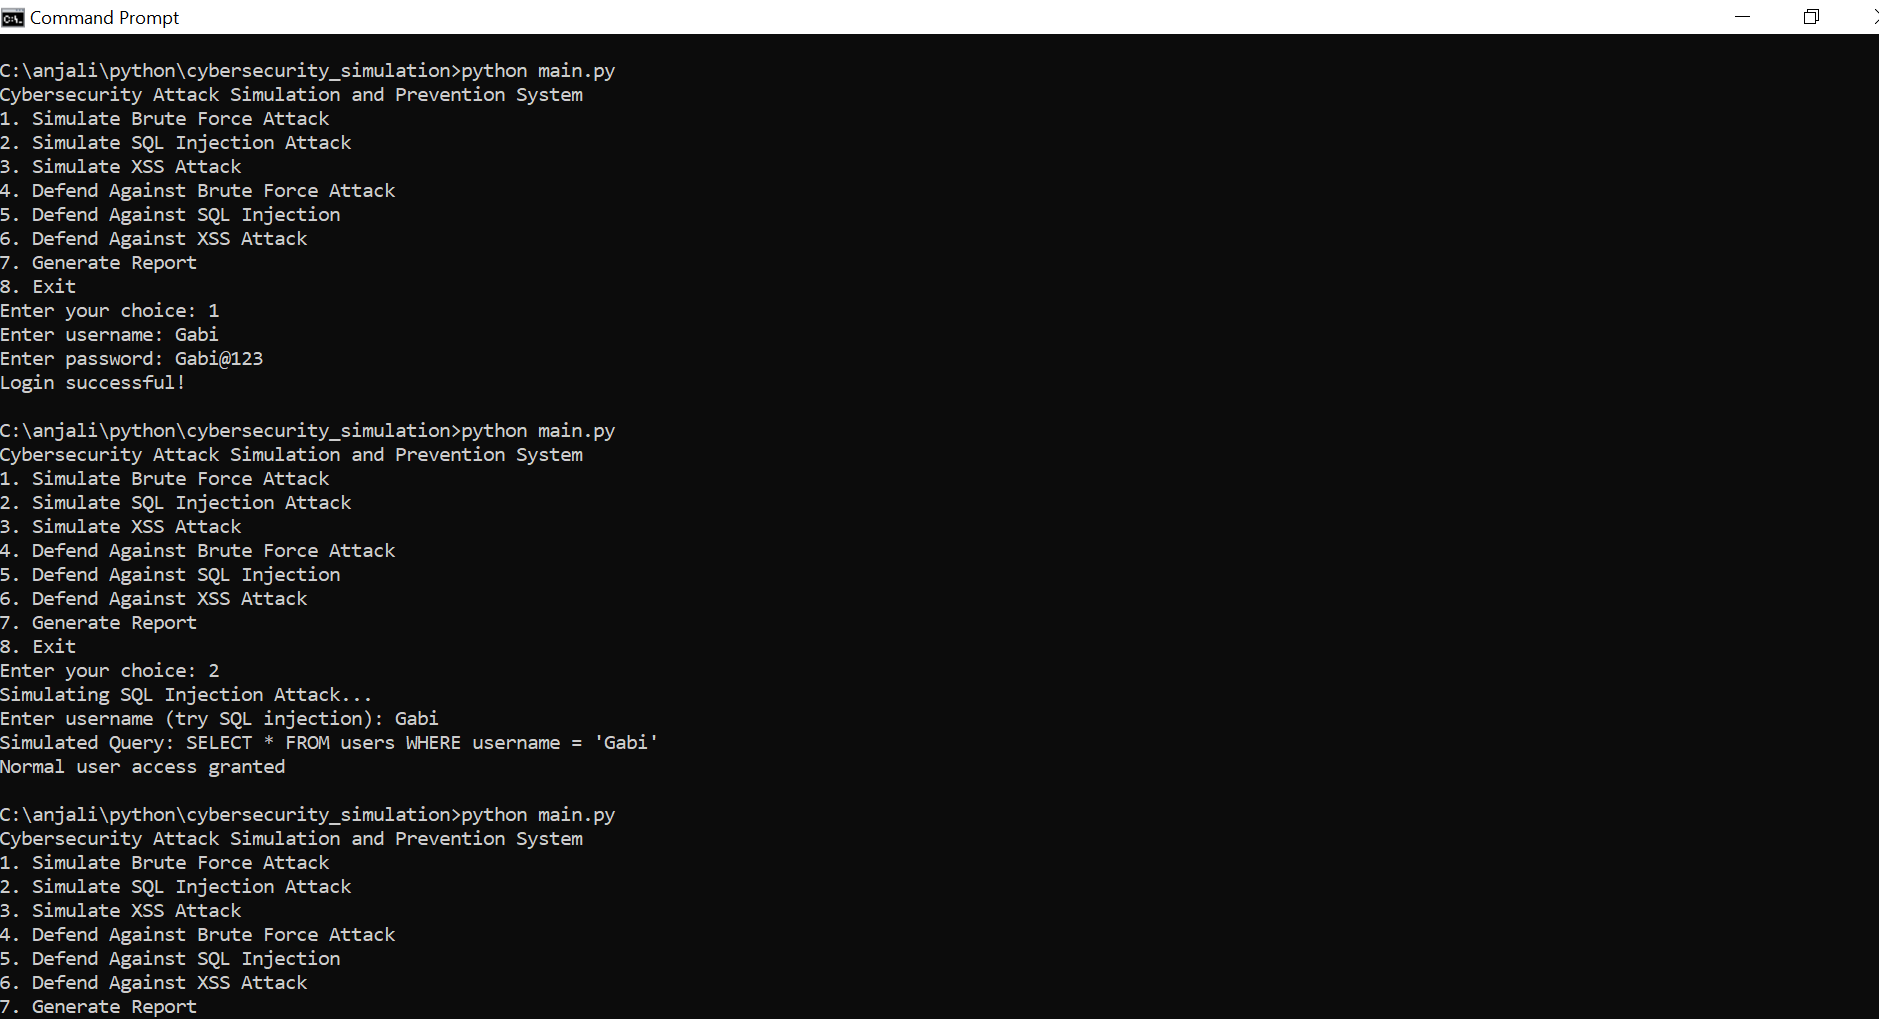 Command Prompt
C:\anjali\python\cybersecurity_simulation>python main.py
Cybersecurity Attack Simulation and Prevention System
1. Simulate Brute Force Attack
2. Simulate SQL Injection Attack
3. Simulate XSS Attack
4. Defend Against Brute Force Attack
5. Defend Against SQL Injection
6. Defend Against XSS Attack
7. Generate Report
8. Exit
Enter your choice: 1
Enter username: Gabi
Enter password: Gabi@123
Login successful!
C:\anjali\python\cybersecurity_simulation>python main.py
Cybersecurity Attack Simulation and Prevention System
1. Simulate Brute Force Attack
2. Simulate SQL Injection Attack
3. Simulate XSS Attack
4. Defend Against Brute Force Attack
5. Defend Against SQL Injection
6. Defend Against XSS Attack
7. Generate Report
8. Exit
Enter your choice: 2
Simulating SQL Injection Attack...
Enter username (try SQL injection): Gabi
Simulated Query: SELECT * FROM users WHERE username = 'Gabi'
Normal user access granted
C:\anjali\python\cybersecurity_simulation>python main.py
Cybersecurity Attack Simulation and Prevention System
1. Simulate Brute Force Attack
2. Simulate SQL Injection Attack
3. Simulate XSS Attack
4. Defend Against Brute Force Attack
5. Defend Against SQL Injection
6. Defend Against XSS Attack
7. Generate Report